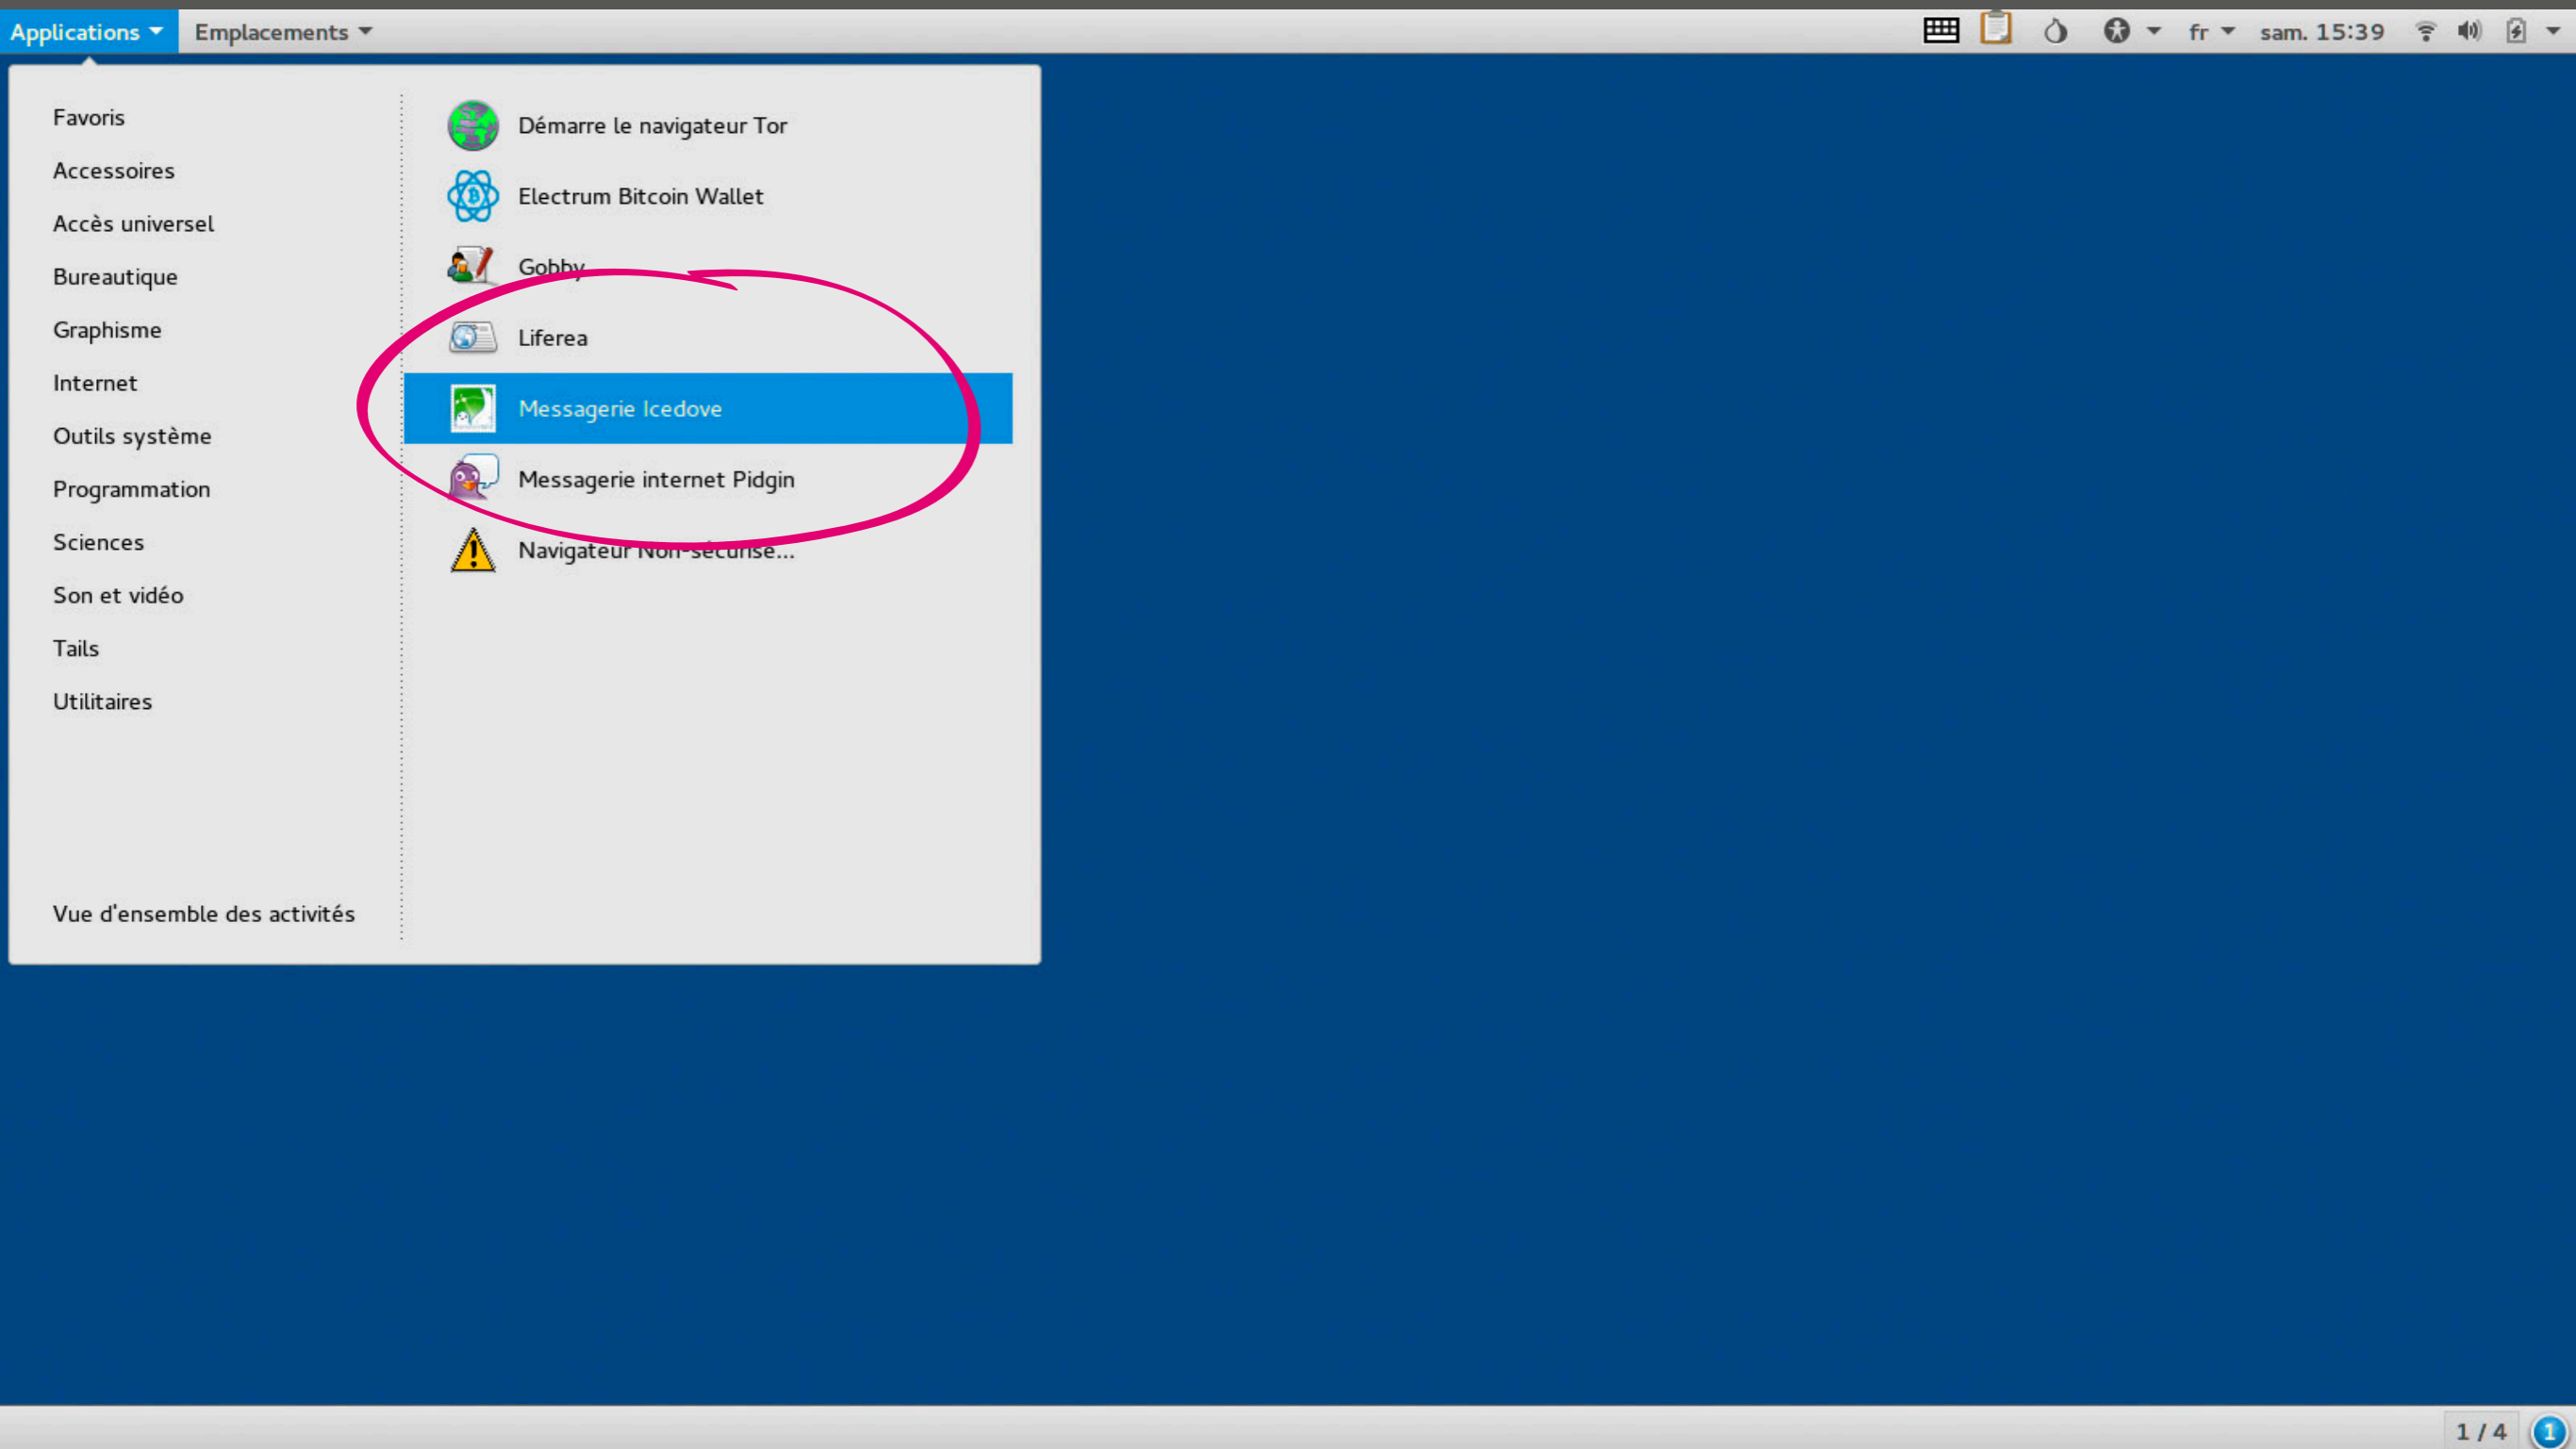 Applications Emplacements fr sam. 15:39
Favoris
Accessoires
Accès universel
Bureautique
Graphisme
Internet
Outils système
Programmation
Sciences
Son et vidéo
Tails
Utilitaires
Vue d'ensemble des activités
Démarre le navigateur Tor
Electrum Bitcoin Wallet
Gobby
Liferea
Messagerie Icedove
Messagerie internet Pidgin
Navigateur Non-sécurisé...
1 / 4 1